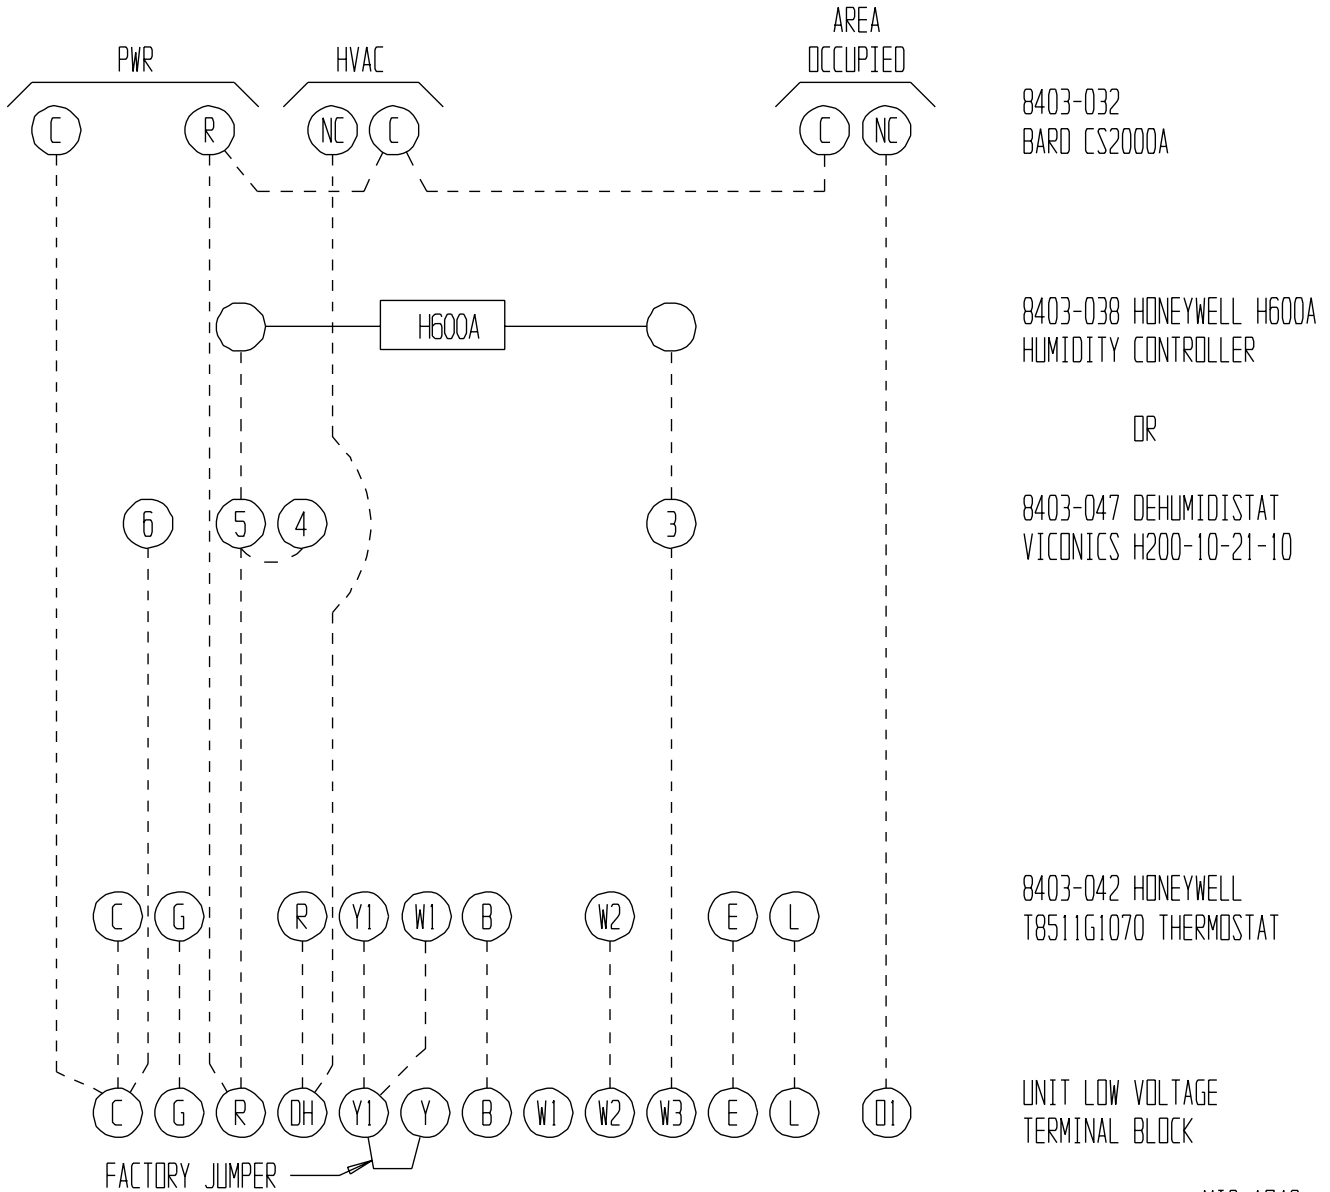 AREA
PWR HVAC OCCUPIED
C R NC C C NC
8403-032
BARD CS2000A
H600A
8403-038 HONEYWELL H600A
HUMIDITY CONTROLLER
OR
6 5 4 3
8403-047 DEHUMIDISTAT
VICONICS H200-10-21-10
C G R Y1 W1 B W2 E L
8403-042 HONEYWELL
T8511G1070 THERMOSTAT
C G R DH Y1 Y B W1 W2 W3 E L O1
UNIT LOW VOLTAGE
TERMINAL BLOCK
FACTORY JUMPER